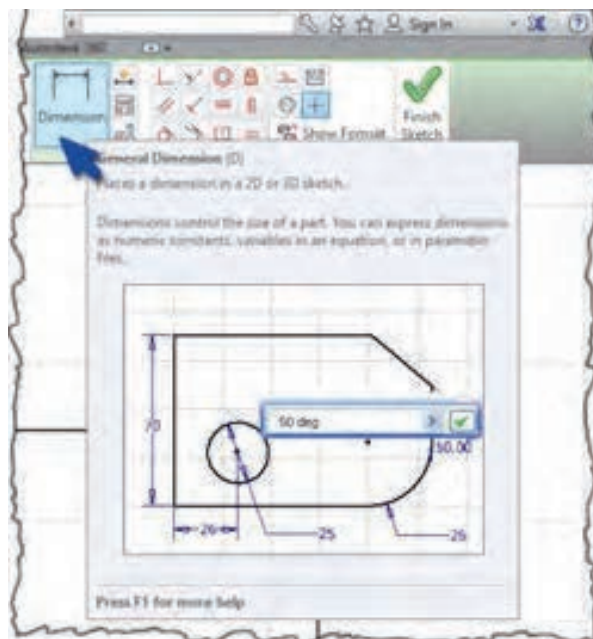 Sign In
Autodesk 360
Dimension
Finish
Show Format Sketch
General Dimension (D)
Places a dimension in a 2D or 3D sketch.
Dimensions control the size of a part. You can express dimensions
as numeric constants, variables in an equation, or in parameter
files.
50 deg
70
50.00
26
25
26
Press F1 for more help